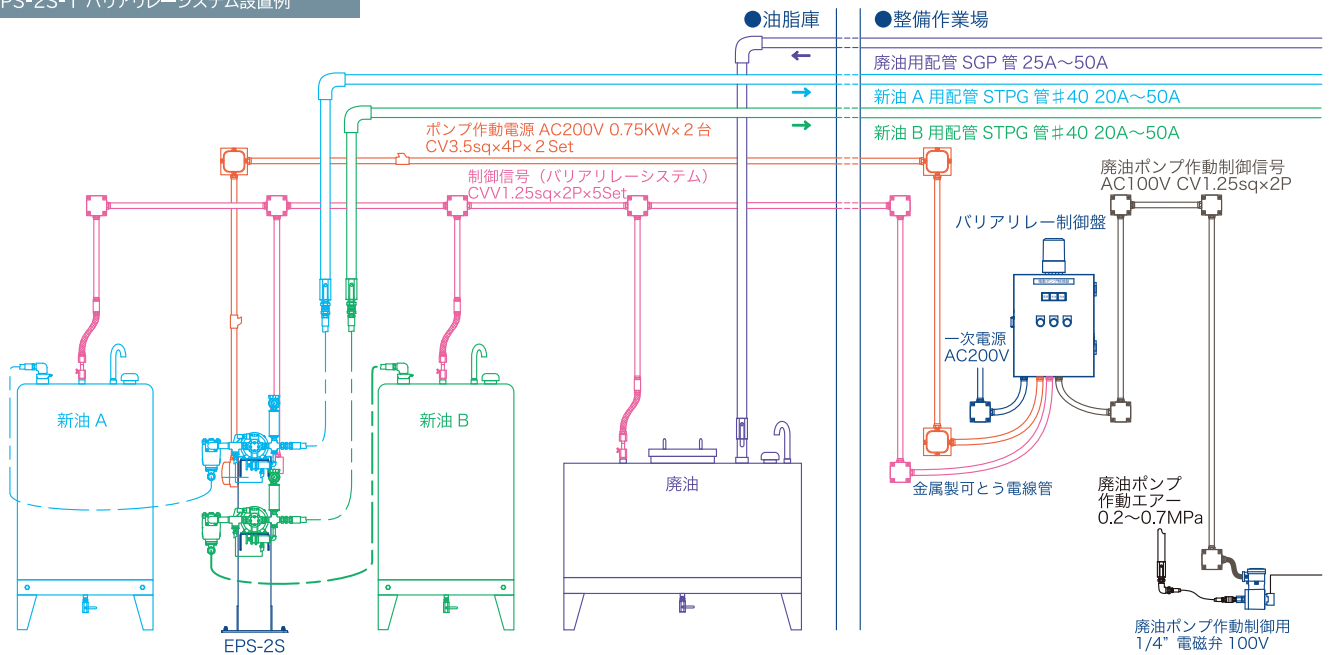 PS-2S-1 バリアリレーシステム設置例
●油脂庫
●整備作業場
廃油用配管 SGP 管 25A〜50A
新油 A 用配管 STPG 管♯40 20A〜50A
新油 B 用配管 STPG 管♯40 20A〜50A
ポンプ作動電源 AC200V 0.75KW×2台
CV3.5sq×4P×2Set
制御信号（バリアリレーシステム）
CVV1.25sq×2P×5Set
廃油ポンプ作動制御信号
AC100V CV1.25sq×2P
バリアリレー制御盤
一次電源
AC200V
新油 A
新油 B
廃油
金属製可とう電線管
廃油ポンプ
作動エアー
0.2〜0.7MPa
EPS-2S
廃油ポンプ作動制御用
1/4” 電磁弁 100V